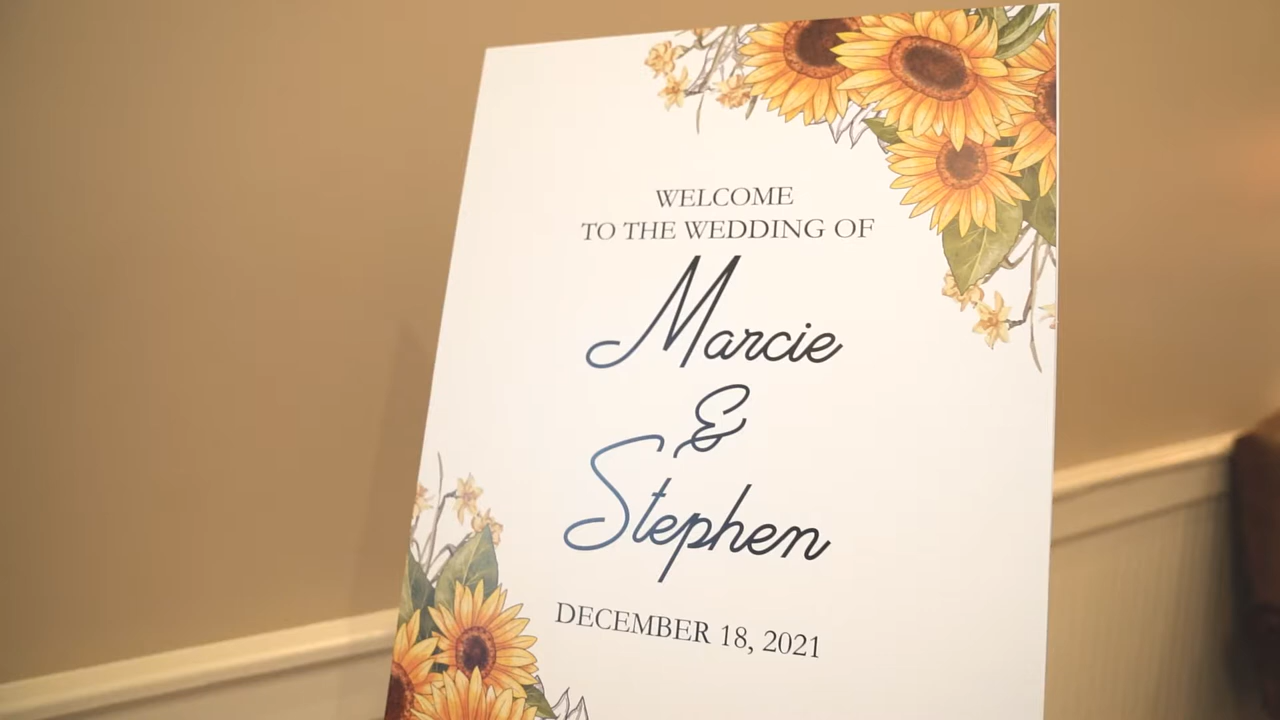 WELCOME
TO THE WEDDING OF
Marcie
&
Stephen
DECEMBER 18, 2021